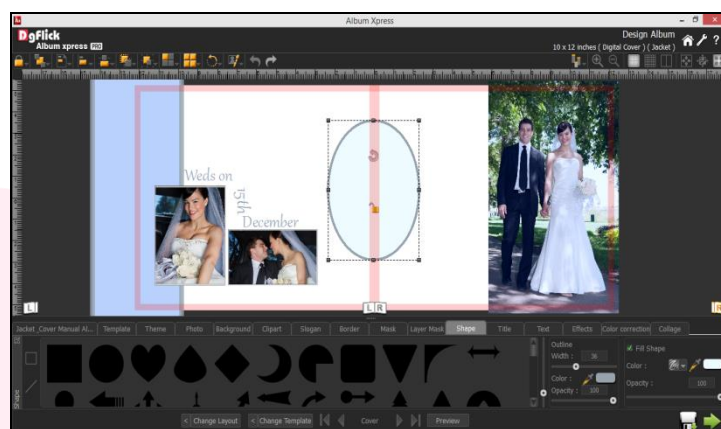 Album Xpress
DgFlick
Album xpress PRO
Design Album
10 x 12 inches ( Digital Cover ) ( Jacket )
?
Weds on
15th
December
L
L R
R
Jacket_Cover Manual Al...
Template
Theme
Photo
Background
Clipart
Slogan
Border
Mask
Layer Mask
Shape
Title
Text
Effects
Color correction
Collage
Shape
Outline
Width : 36
Color :
Opacity : 100
Fill Shape
Color :
Opacity : 100
< Change Layout
< Change Template
Cover
Preview